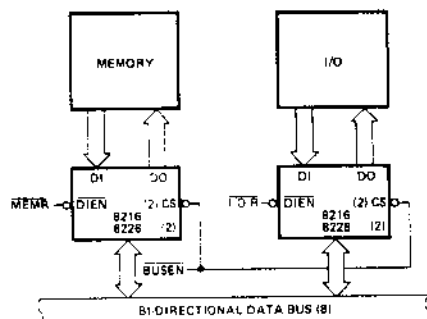 MEMORY
I/O
DI DO
DI DO
MEMR DIEN (2) CS
I O R DIEN (2) CS
8216
8226 (2)
8216
8226 (2)
BUSEN
BI-DIRECTIONAL DATA BUS (8)